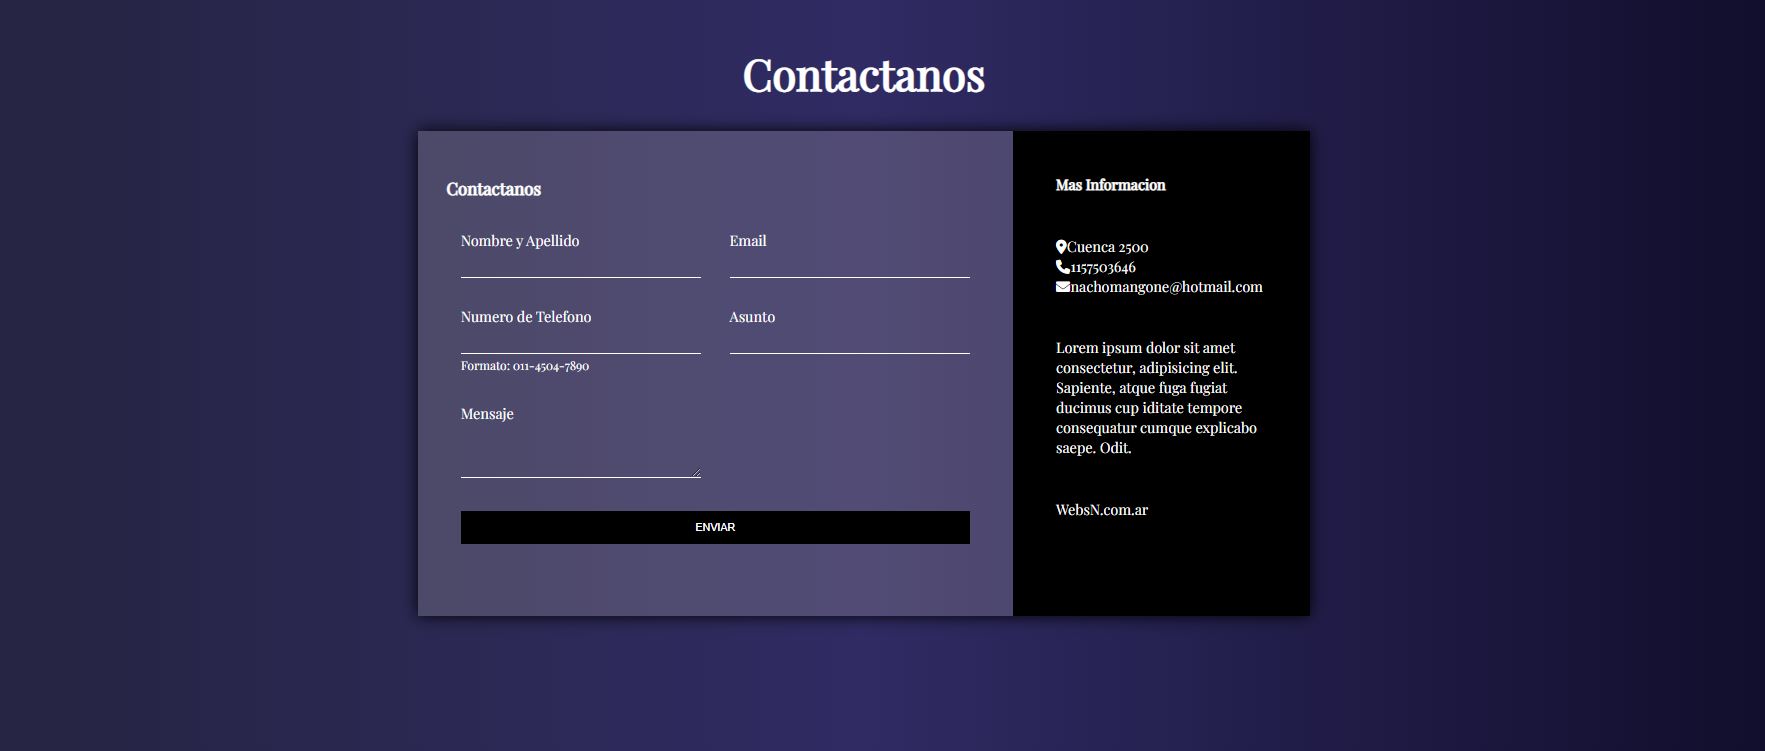 Contactanos
Contactanos
Nombre y Apellido
Email
Numero de Telefono
Asunto
Formato: 011-4504-7890
Mensaje
ENVIAR
Mas Informacion
Cuenca 2500
1157503646
nachomangone@hotmail.com
Lorem ipsum dolor sit amet
consectetur, adipisicing elit.
Sapiente, atque fuga fugiat
ducimus cup iditate tempore
consequatur cumque explicabo
saepe. Odit.
WebsN.com.ar